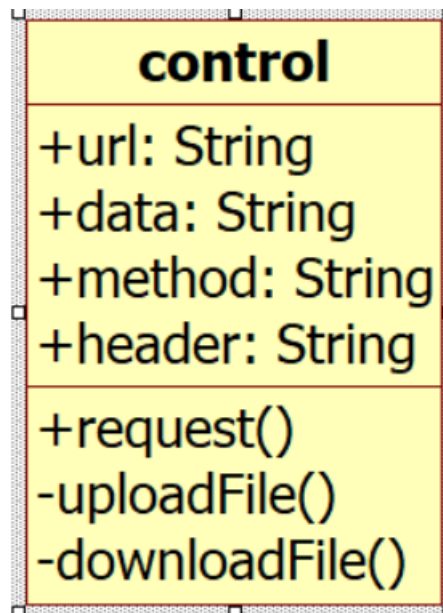 control
+url: String
+data: String
+method: String
+header: String
+request()
-uploadFile()
-downloadFile()